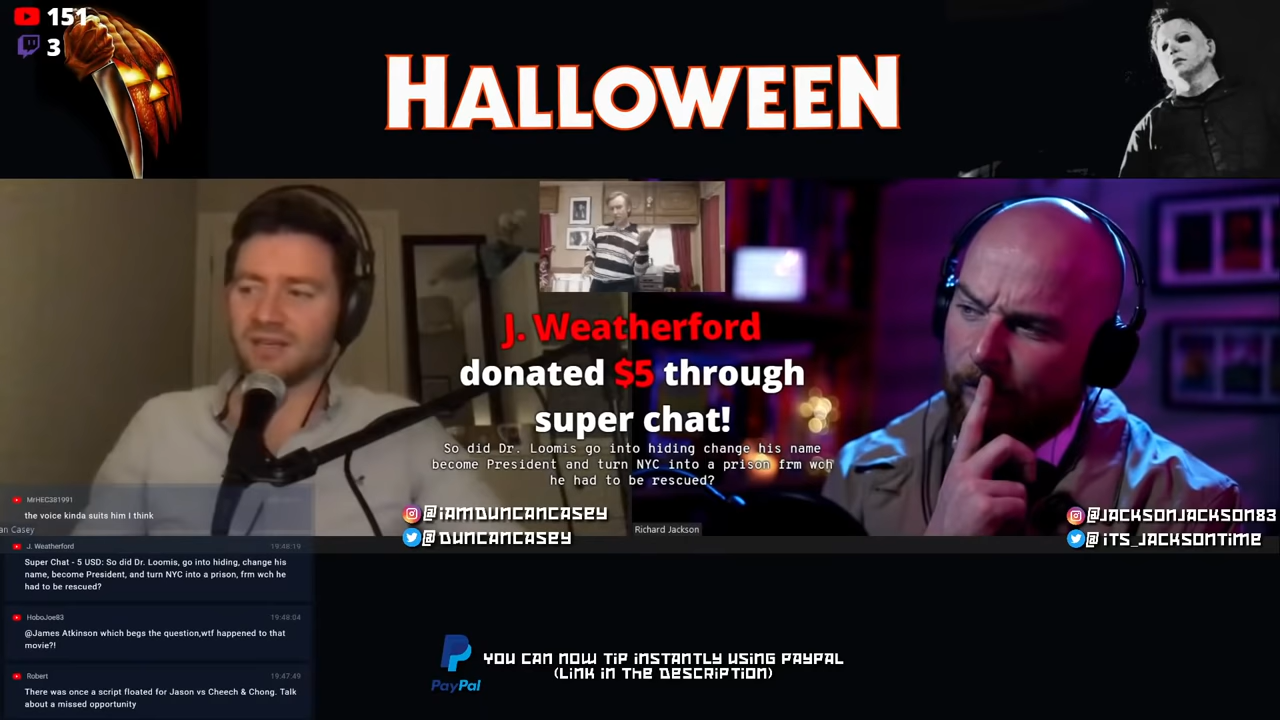 151
3
HALLOWEEN
J. Weatherford
donated $5 through
super chat!
So did Dr. Loomis go into hiding change his name
become President and turn NYC into a prison frm wch
he had to be rescued?
MrHEC381991
the voice kinda suits him I think
an Casey
@iAMDUNCANCASEY
@DUNCANCASEY
Richard Jackson
@JACKSONJACKSON83
@iTS_JACKSONTIME
J. Weatherford 19:48:19
Super Chat - 5 USD: So did Dr. Loomis, go into hiding, change his
name, become President, and turn NYC into a prison, frm wch he
had to be rescued?
HoboJoe83 19:48:04
@James Atkinson which begs the question,wtf happened to that
movie?!
Robert 19:47:49
There was once a script floated for Jason vs Cheech & Chong. Talk
about a missed opportunity
PayPal
YOU CAN NOW TIP INSTANTLY USING PAYPAL
(LINK IN THE DESCRIPTION)